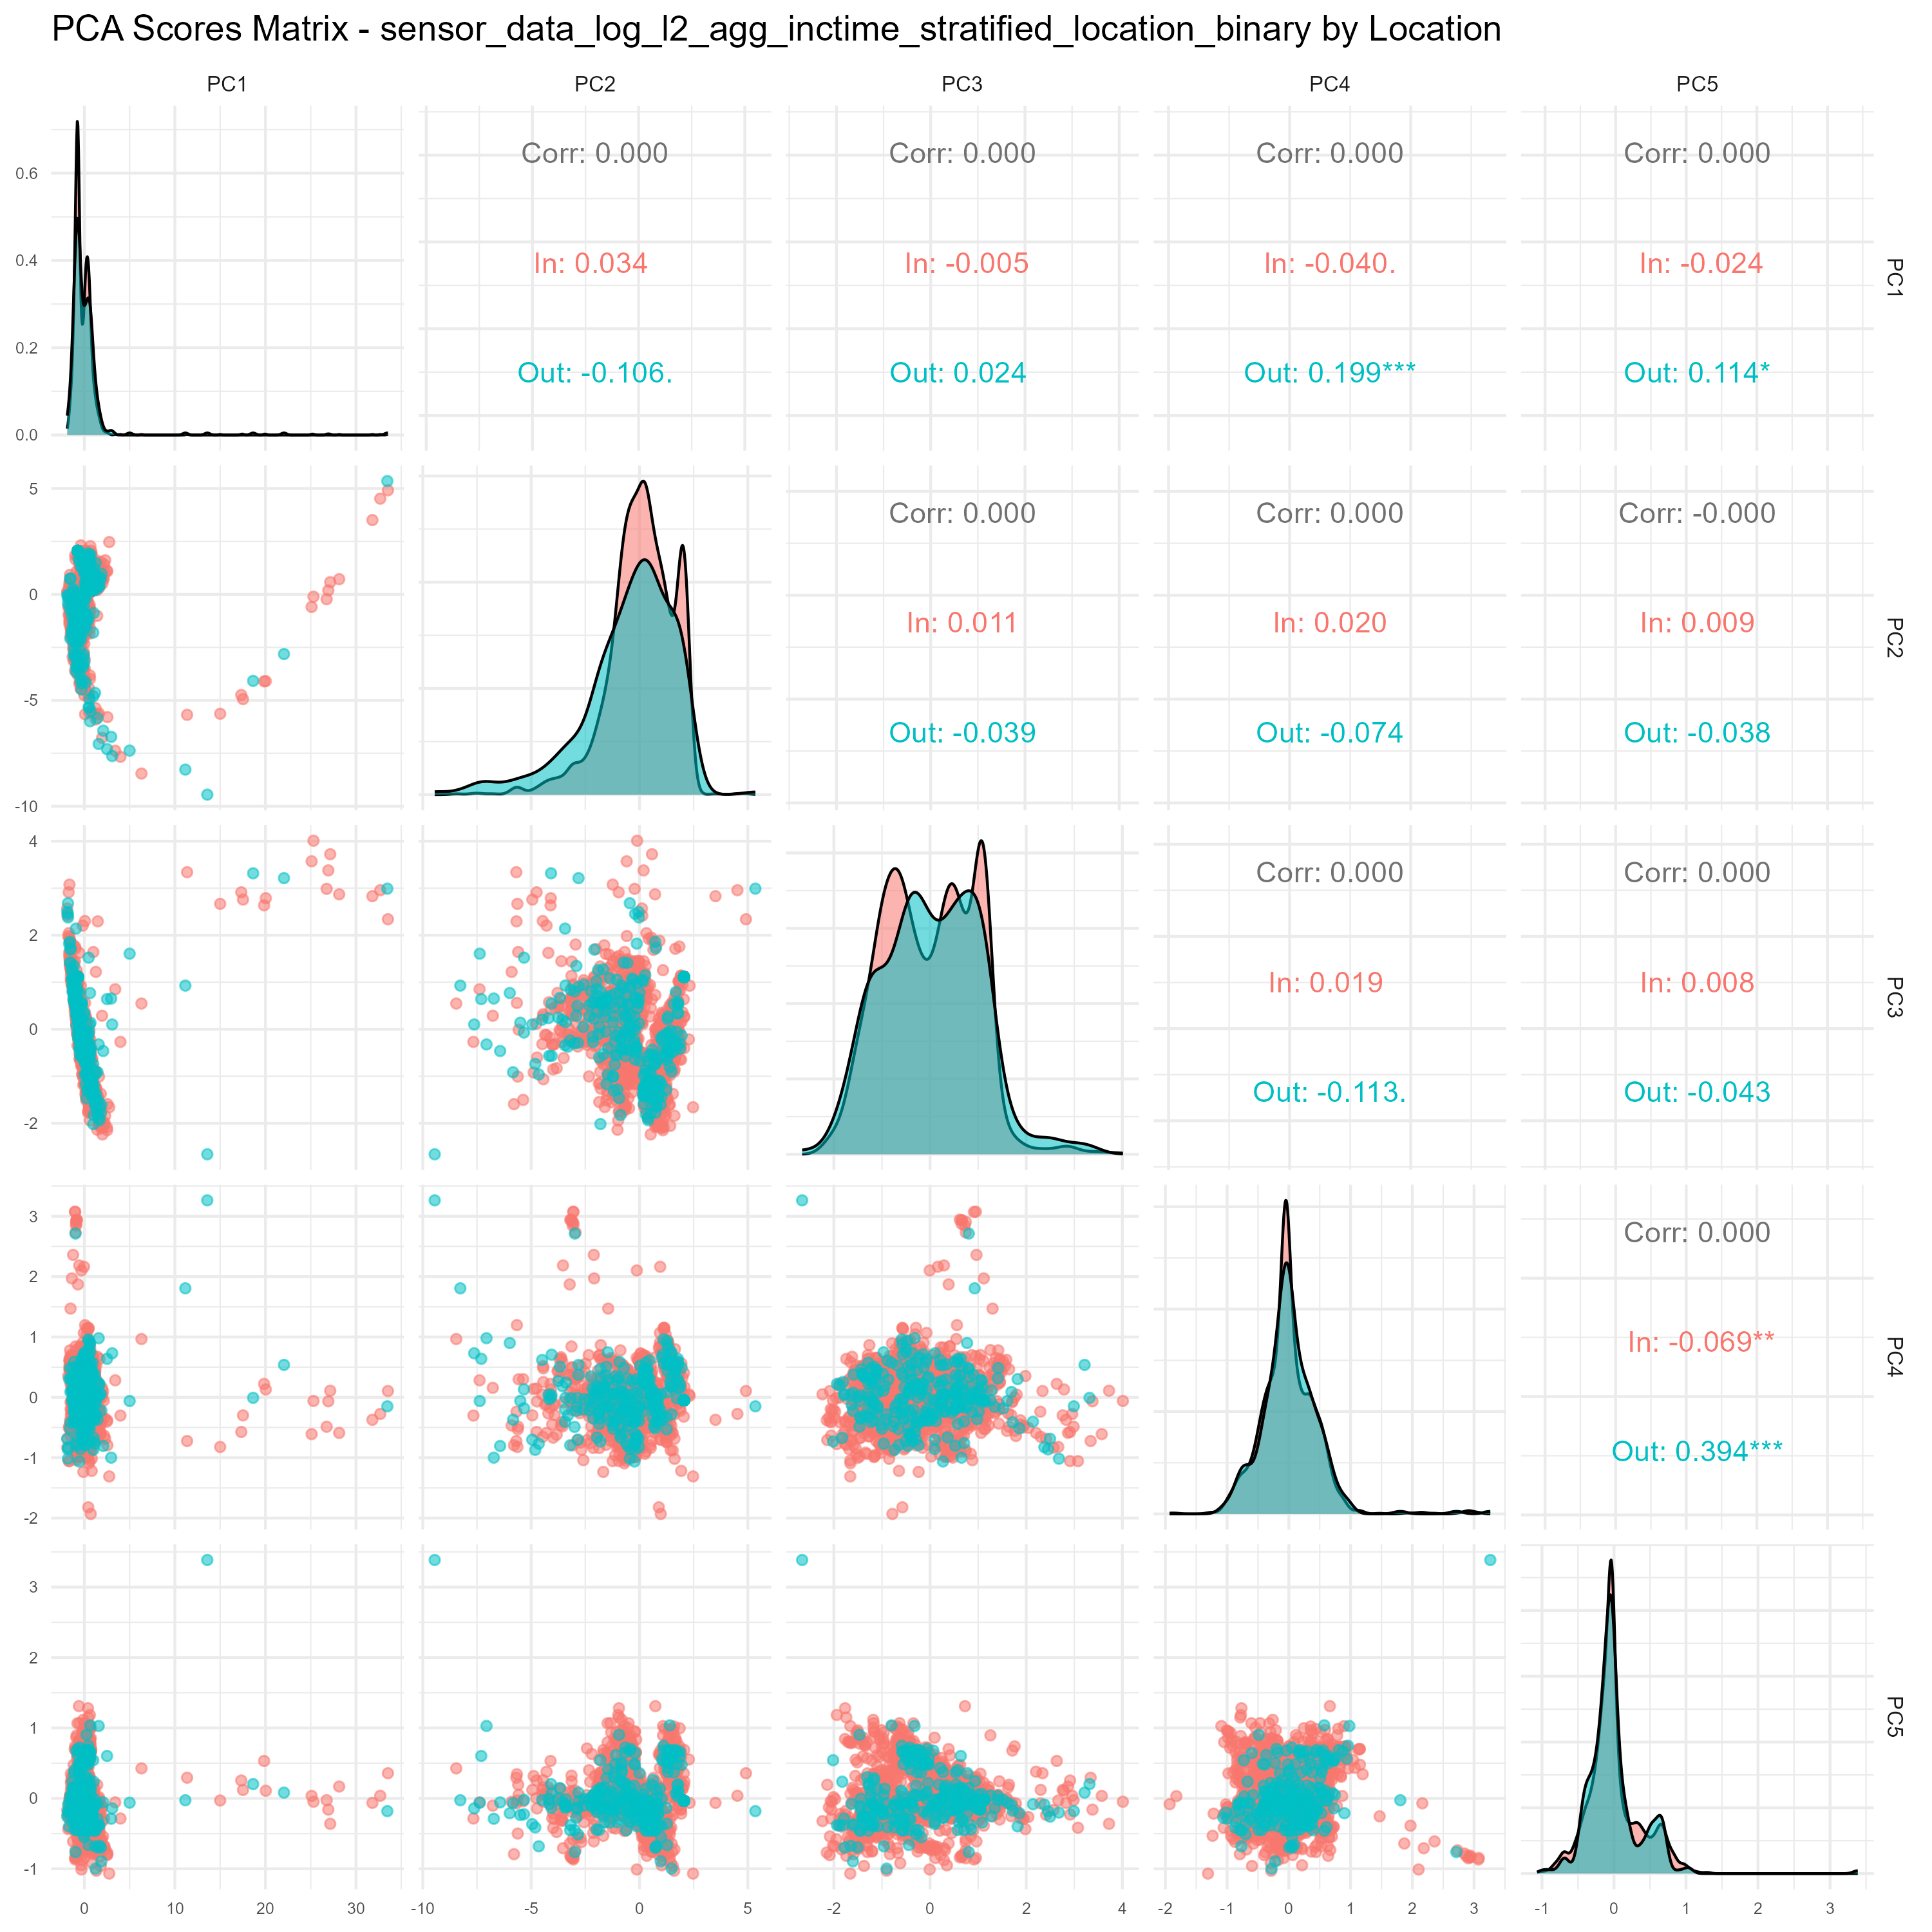 PCA Scores Matrix - sensor_data_log_l2_agg_inctime_stratified_location_binary by Location
PC1 PC2 PC3 PC4 PC5
0.6
0.4
0.2
0.0
Corr: 0.000
In: 0.034
Out: -0.106.
Corr: 0.000
In: -0.005
Out: 0.024
Corr: 0.000
In: -0.040.
Out: 0.199***
Corr: 0.000
In: -0.024
Out: 0.114*
PC1
5
0
-5
-10
Corr: 0.000
In: 0.011
Out: -0.039
Corr: 0.000
In: 0.020
Out: -0.074
Corr: -0.000
In: 0.009
Out: -0.038
PC2
4
2
0
-2
Corr: 0.000
In: 0.019
Out: -0.113.
Corr: 0.000
In: 0.008
Out: -0.043
PC3
3
2
1
0
-1
-2
Corr: 0.000
In: -0.069**
Out: 0.394***
PC4
3
2
1
0
-1
PC5
0 10 20 30 -10 -5 0 5 -2 0 2 4 -2 -1 0 1 2 3 -1 0 1 2 3